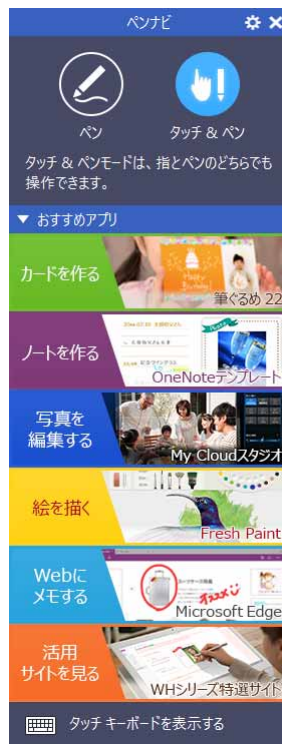 ペンナビ
ペン
タッチ & ペン
タッチ & ペンモードは、指とペンのどちらでも
操作できます。
▼ おすすめアプリ
カードを作る
筆ぐるめ 22
ノートを作る
OneNoteテンプレート
写真を
編集する
My Cloudスタジオ
絵を描く
Fresh Paint
Webに
メモする
オススメ
Microsoft Edge
活用
サイトを見る
WHシリーズ特選サイト
タッチ キーボードを表示する